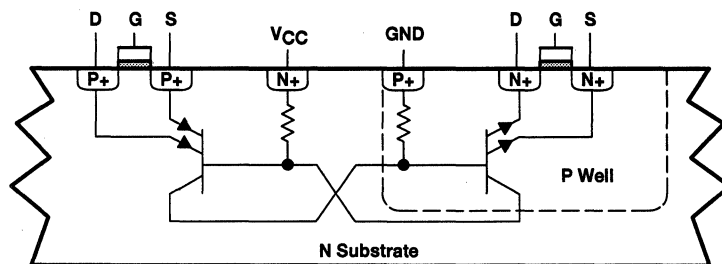 D G S VCC GND D G S
P+ P+ N+ P+ N+ N+
P Well
N Substrate